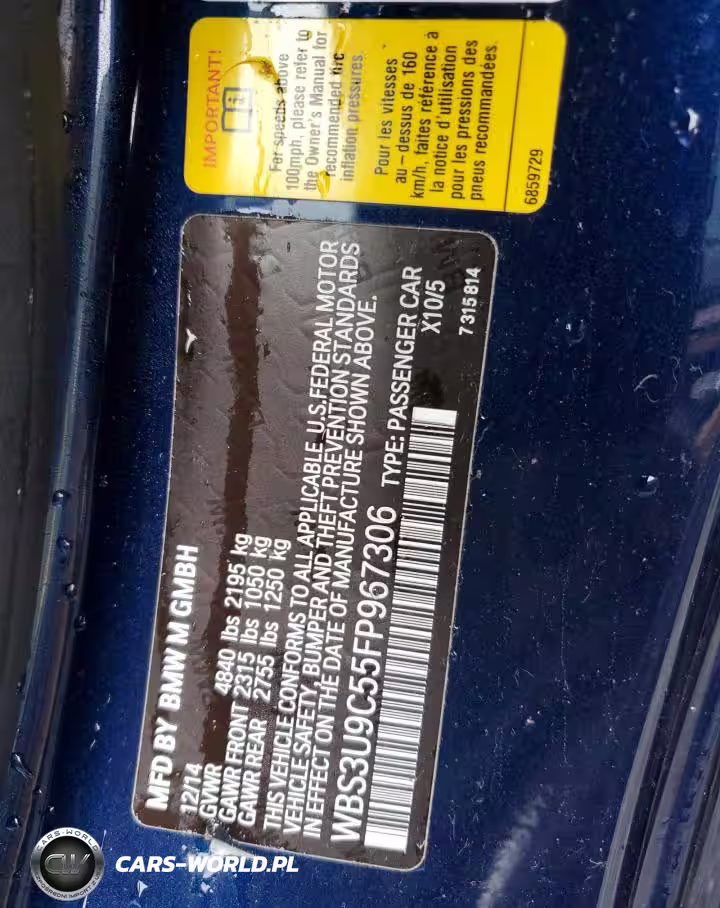 IMPORTANT!
For speeds above
100mph, please refer to
the Owner's Manual for
recommended
inflation pressures.
Pour les vitesses
au-dessus de 160
km/h, faites référence à
la notice d'utilisation
pour les pressions des
pneus recommandées.
6859729
MFD BY BMW M GMBH
12/14
GVWR 4840 lbs 2195 kg
GAWR FRONT 2315 lbs 1050 kg
GAWR REAR 2755 lbs 1250 kg
THIS VEHICLE CONFORMS TO ALL APPLICABLE U.S.FEDERAL MOTOR
VEHICLE SAFETY, BUMPER AND THEFT PREVENTION STANDARDS
IN EFFECT ON THE DATE OF MANUFACTURE SHOWN ABOVE.
WBS3U9C55FP967306 TYPE: PASSENGER CAR
X10/5
7315814
CARS-WORLD
CW
CARS-WORLD.PL